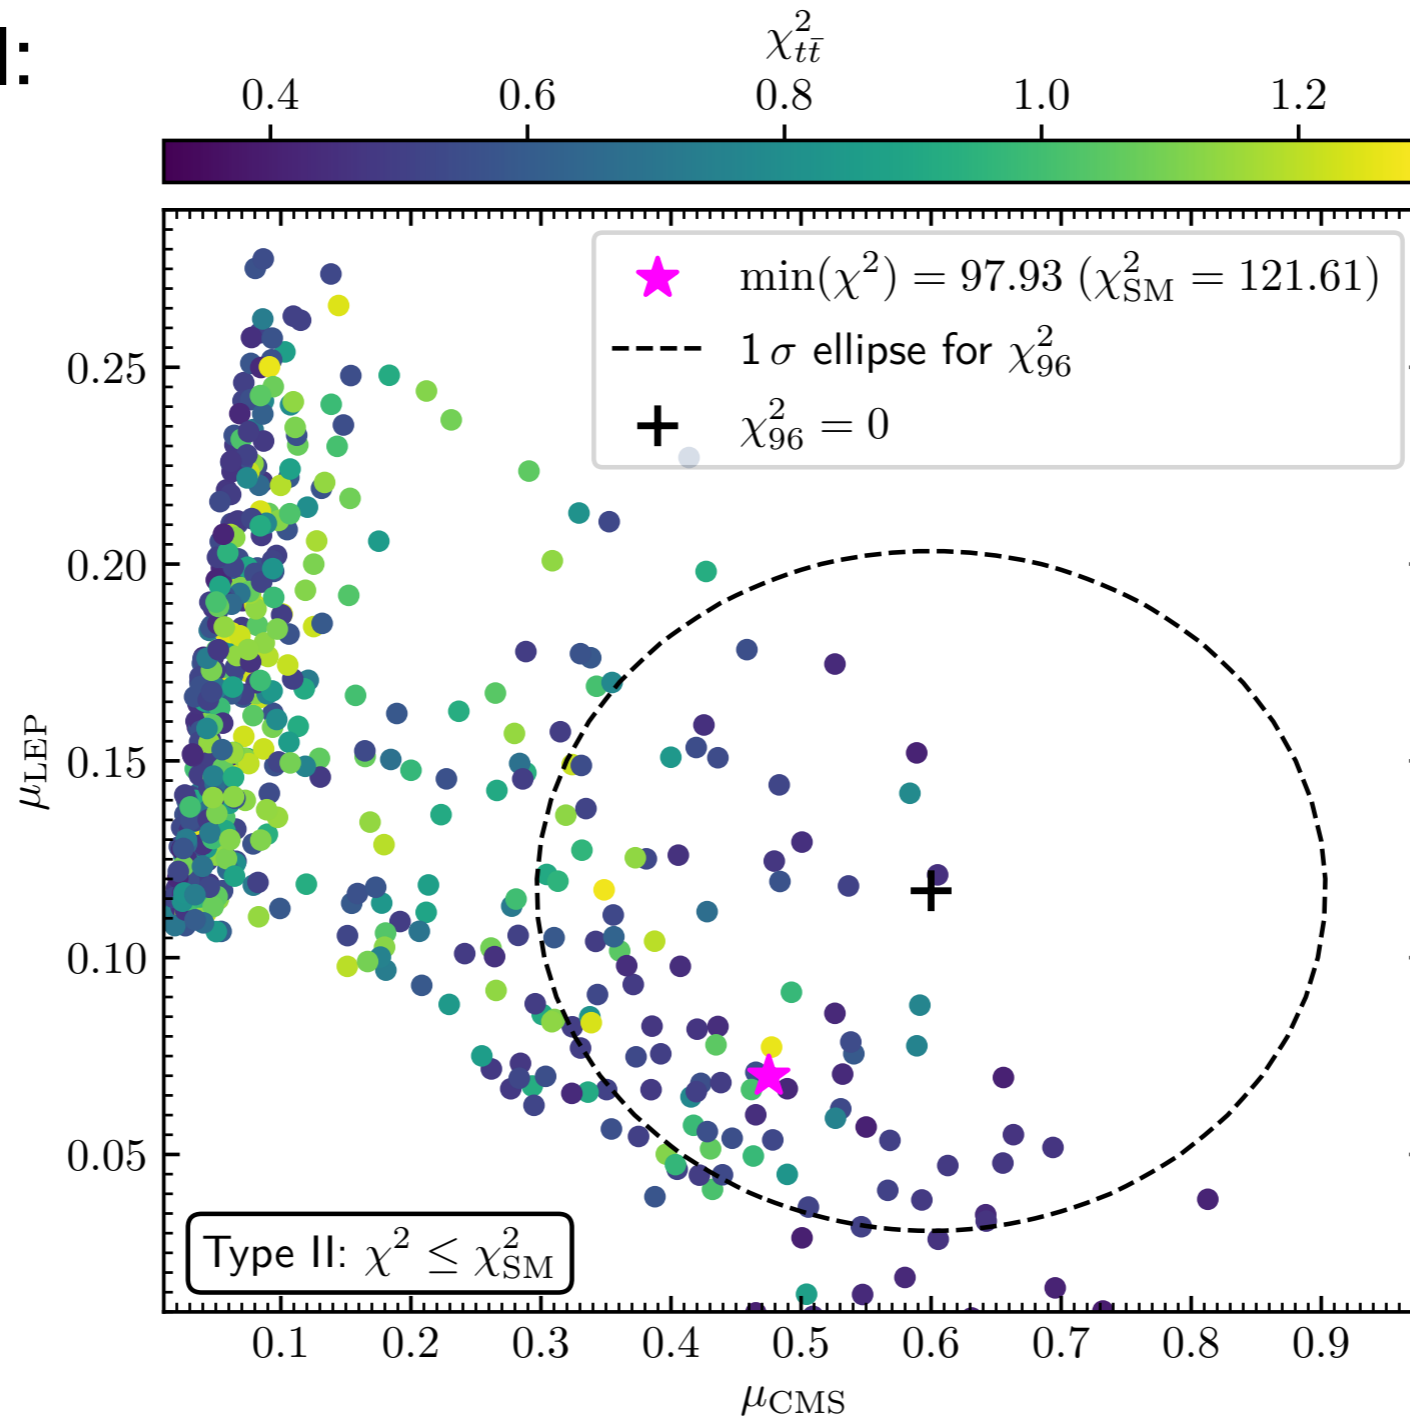 I:
χ²_{tt̄}
0.4 0.6 0.8 1.0 1.2
min(χ²) = 97.93 (χ²_SM = 121.61)
1 σ ellipse for χ²_96
χ²_96 = 0
0.25
0.20
0.15
0.10
0.05
μ_LEP
Type II: χ² ≤ χ²_SM
0.1 0.2 0.3 0.4 0.5 0.6 0.7 0.8 0.9
μ_CMS